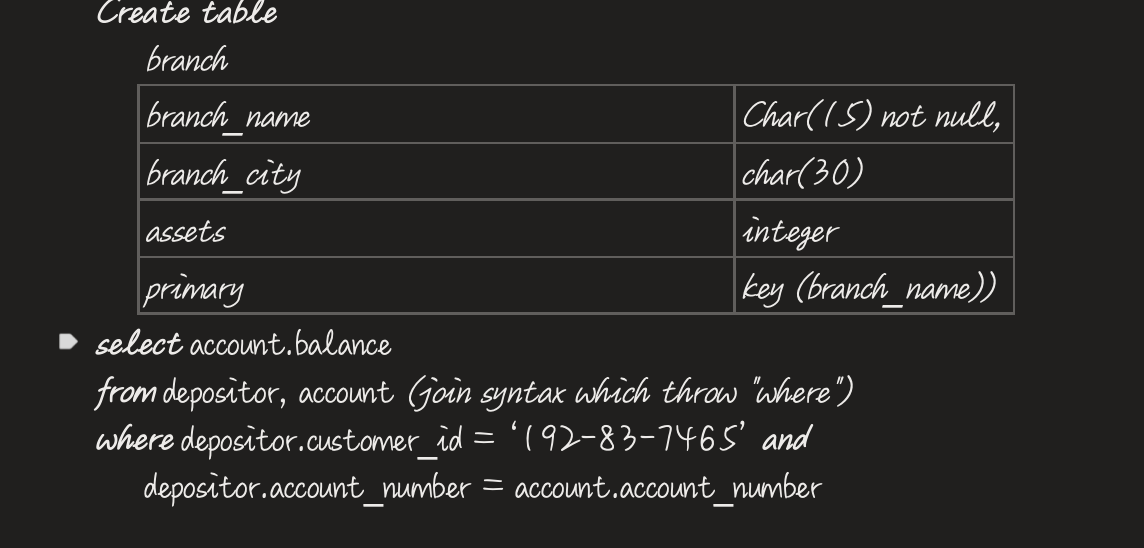 Create table
branch
branch_name Char(15) not null,
branch_city char(30)
assets integer
primary key (branch_name))
select account.balance
from depositor, account (join syntax which throw "where")
where depositor.customer_id = ‘192-83-7465’ and
depositor.account_number = account.account_number